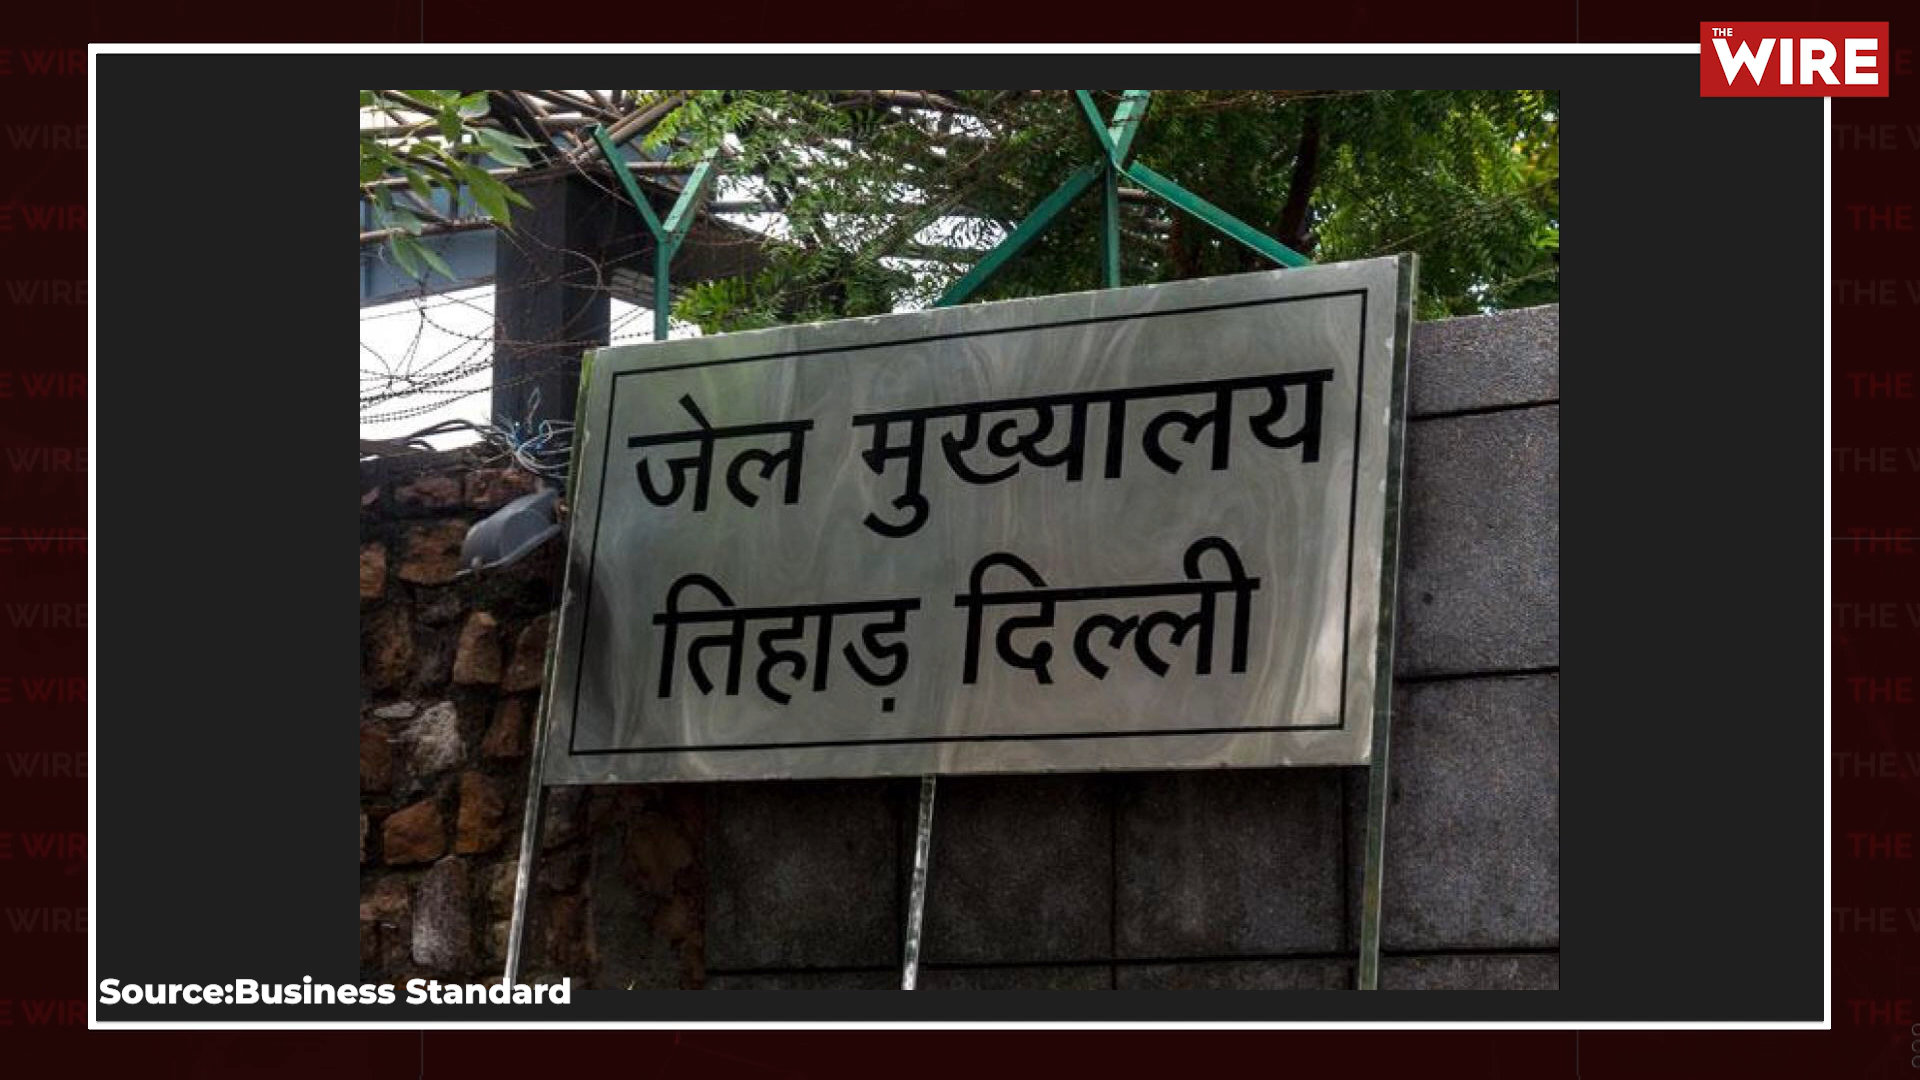 THE
WIRE
जेल मुख्यालय
तिहाड़ दिल्ली
Source:Business Standard